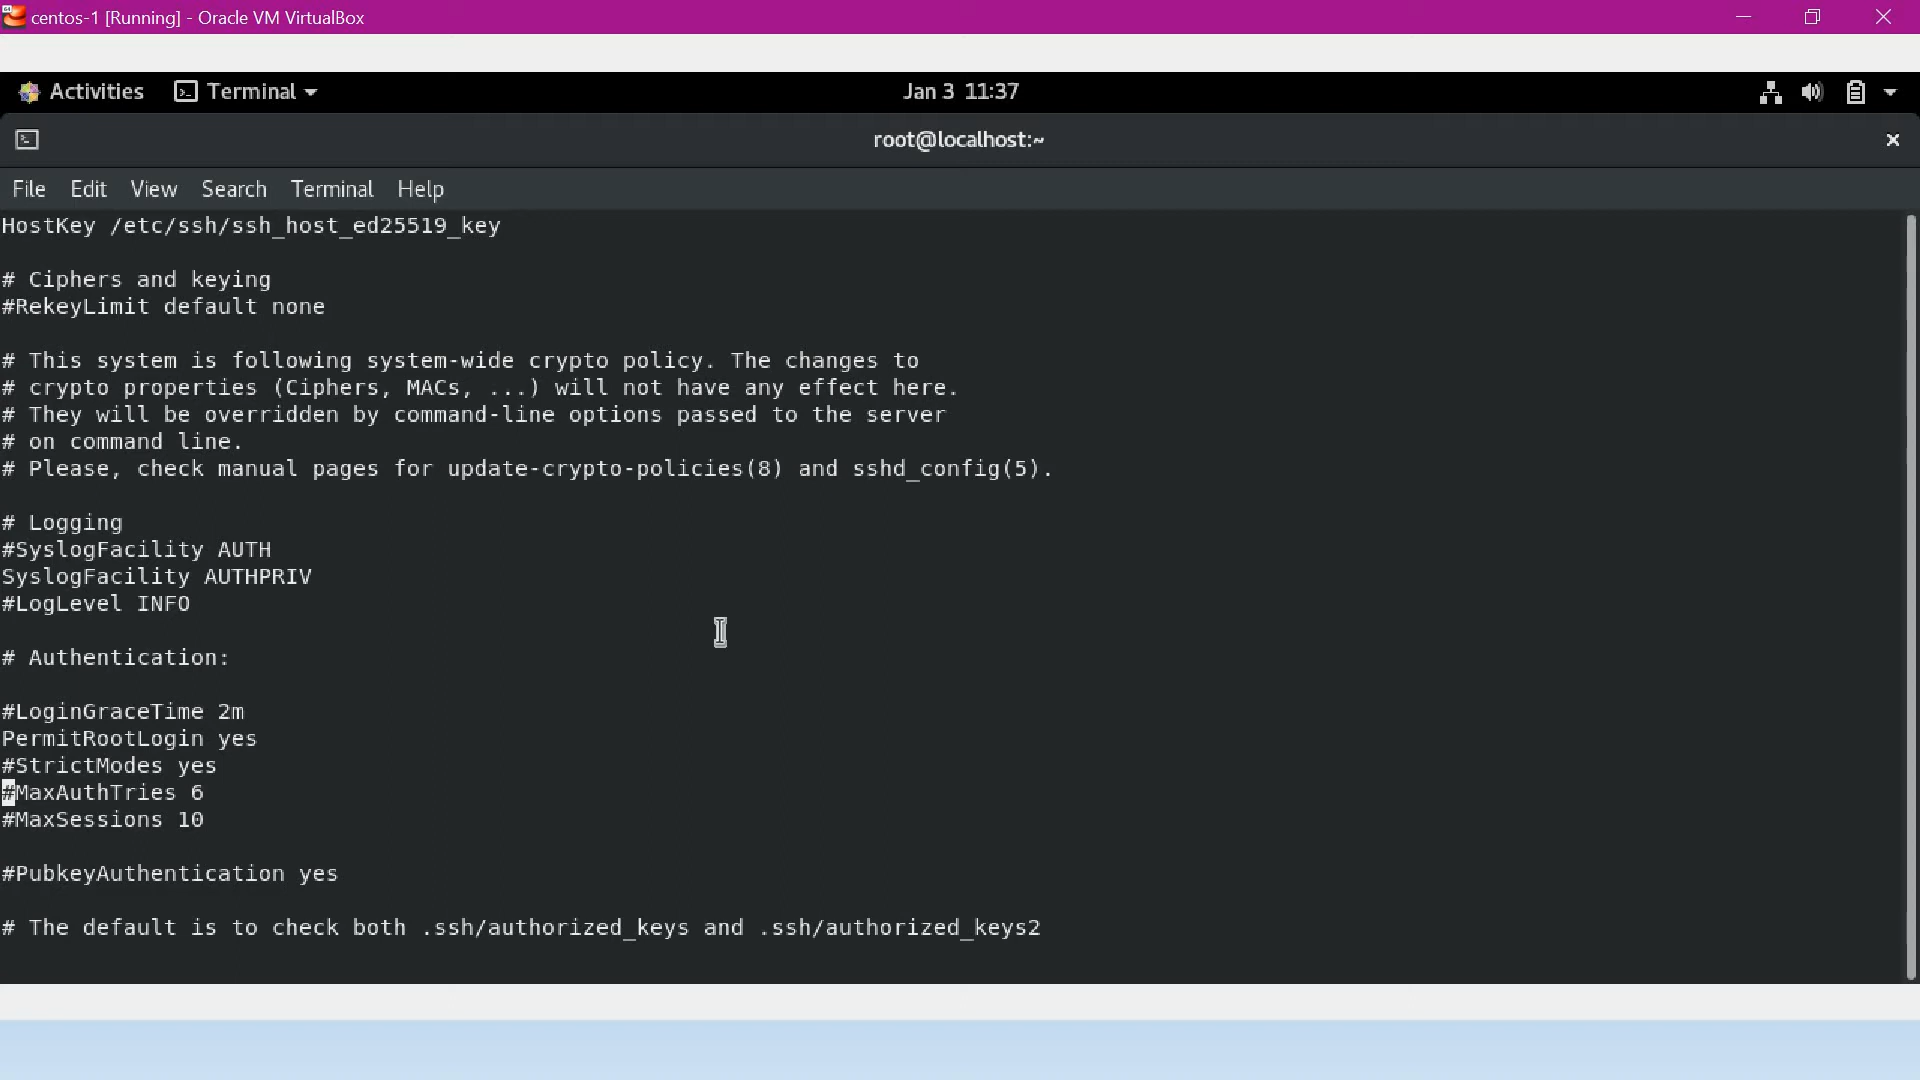 centos-1 [Running] - Oracle VM VirtualBox
Activities Terminal Jan 3 11:37
root@localhost:~
File Edit View Search Terminal Help
HostKey /etc/ssh/ssh_host_ed25519_key
# Ciphers and keying
#RekeyLimit default none
# This system is following system-wide crypto policy. The changes to
# crypto properties (Ciphers, MACs, ...) will not have any effect here.
# They will be overridden by command-line options passed to the server
# on command line.
# Please, check manual pages for update-crypto-policies(8) and sshd_config(5).
# Logging
#SyslogFacility AUTH
SyslogFacility AUTHPRIV
#LogLevel INFO
# Authentication:
#LoginGraceTime 2m
PermitRootLogin yes
#StrictModes yes
#MaxAuthTries 6
#MaxSessions 10
#PubkeyAuthentication yes
# The default is to check both .ssh/authorized_keys and .ssh/authorized_keys2